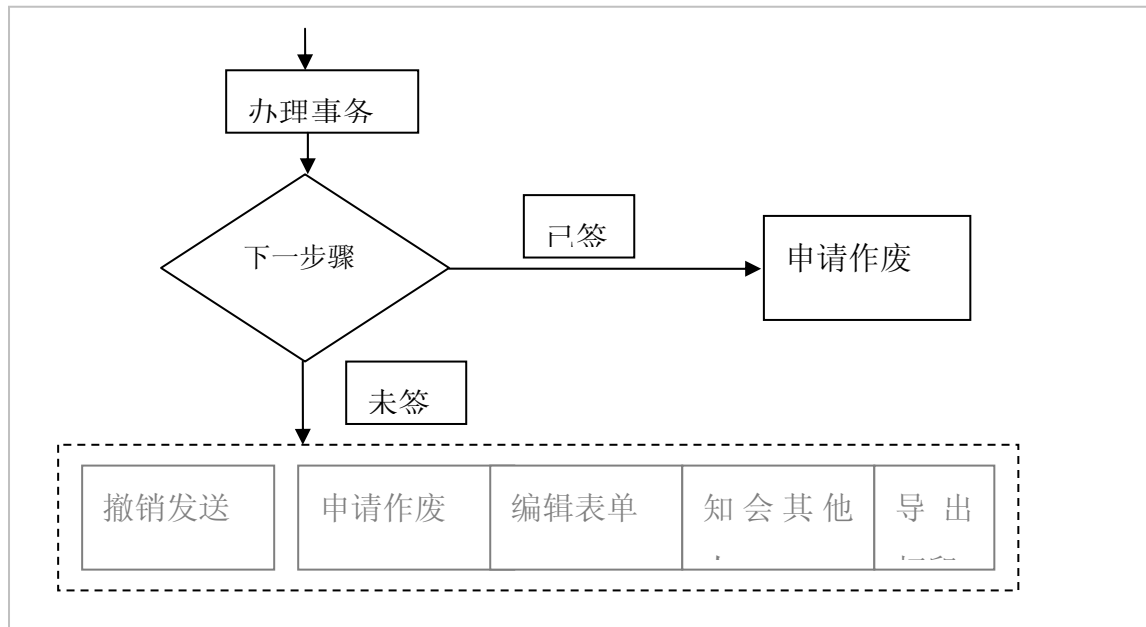 办理事务
下一步骤
已签
申请作废
未签
撤销发送
申请作废
编辑表单
知会其他
导出